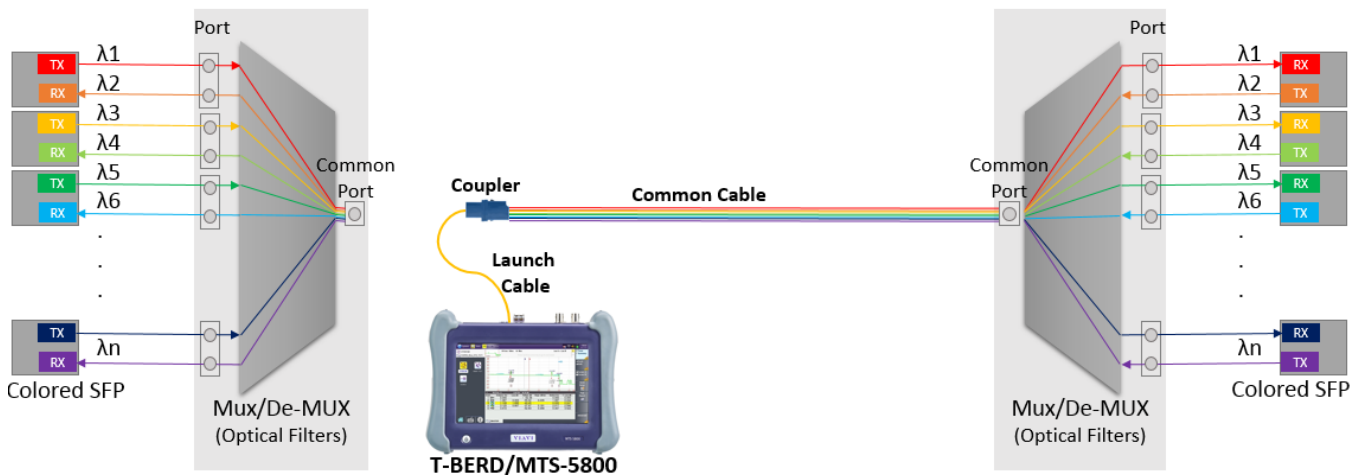 Port
TX
λ1
RX
λ2
TX
λ3
RX
λ4
TX
λ5
RX
λ6
.
.
.
TX
RX
λn
Colored SFP
Common
Port
Mux/De-MUX
(Optical Filters)
Coupler
Common Cable
Launch
Cable
VIAVI
T-BERD/MTS-5800
Common
Port
Port
λ1
RX
λ2
TX
λ3
RX
λ4
TX
λ5
RX
λ6
TX
.
.
.
RX
λn
TX
Colored SFP
Mux/De-MUX
(Optical Filters)